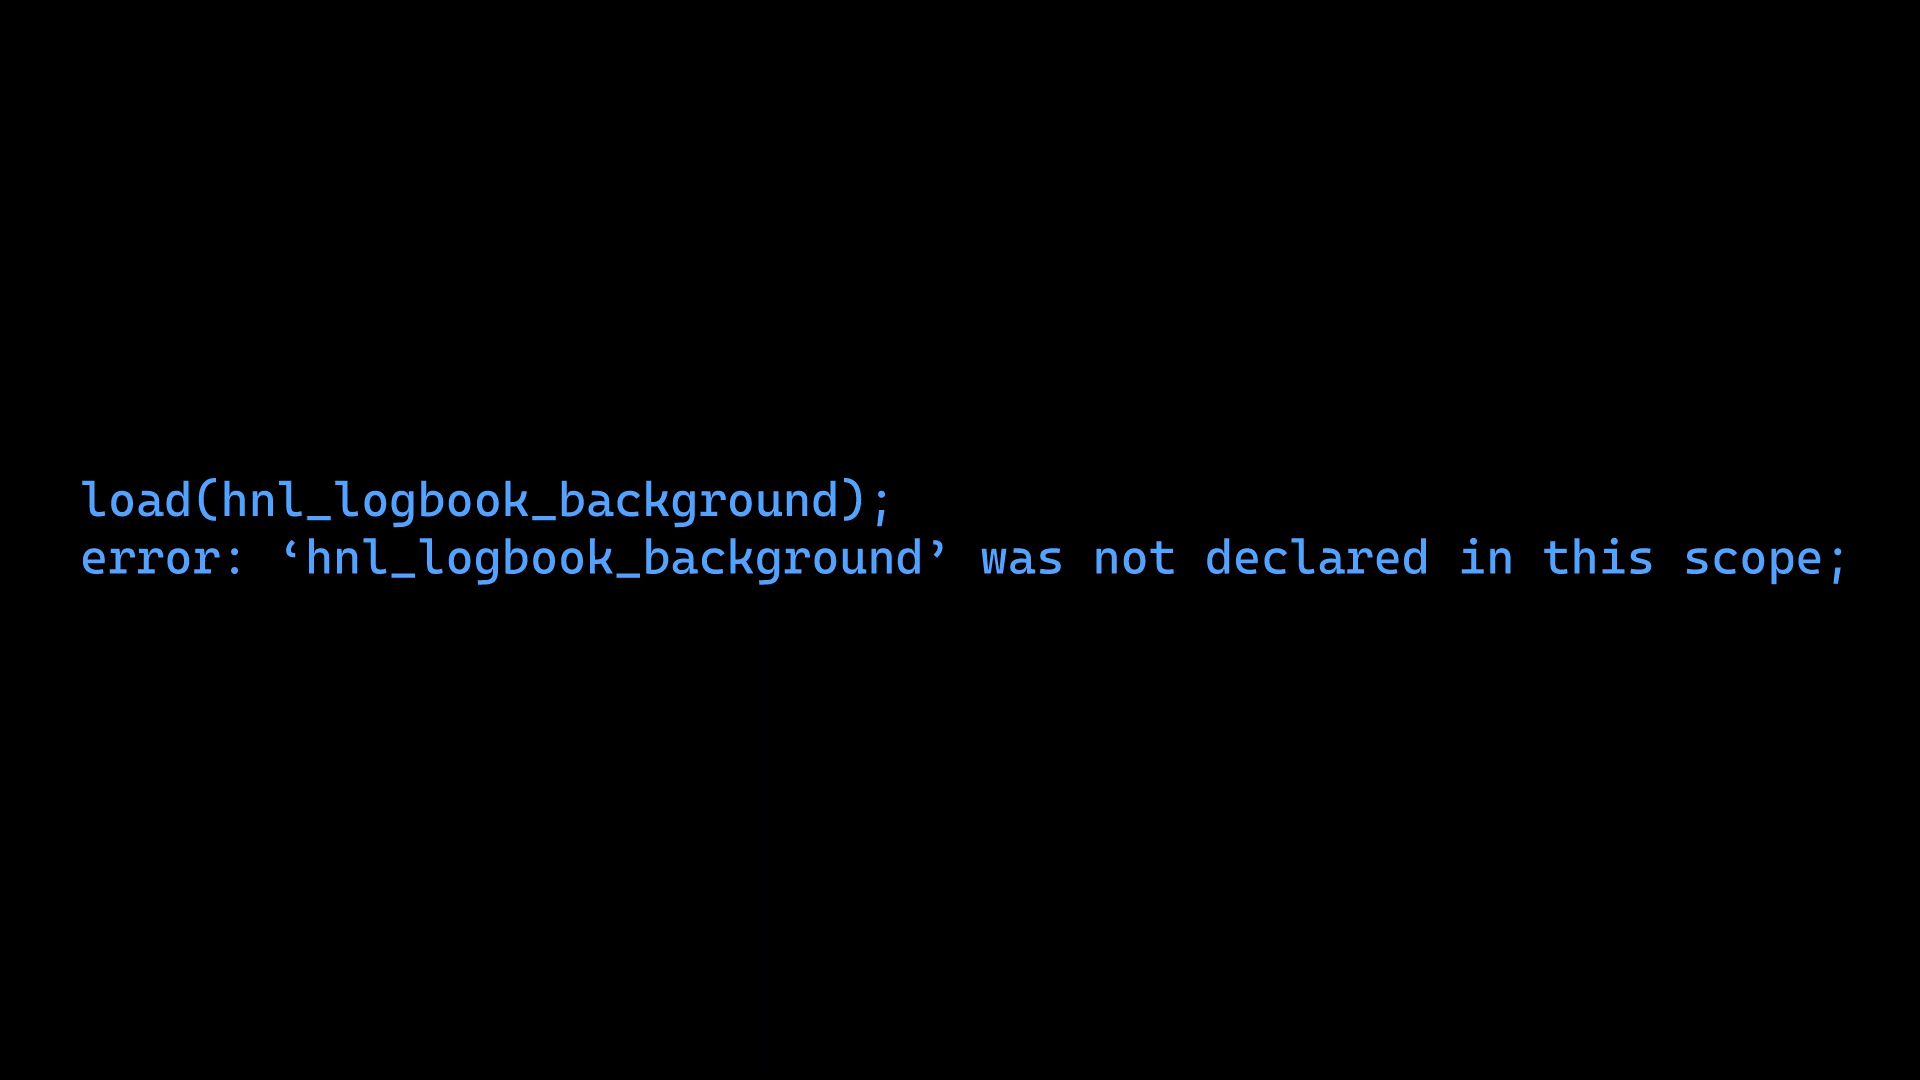 load(hnl_logbook_background);
error: ‘hnl_logbook_background’ was not declared in this scope;